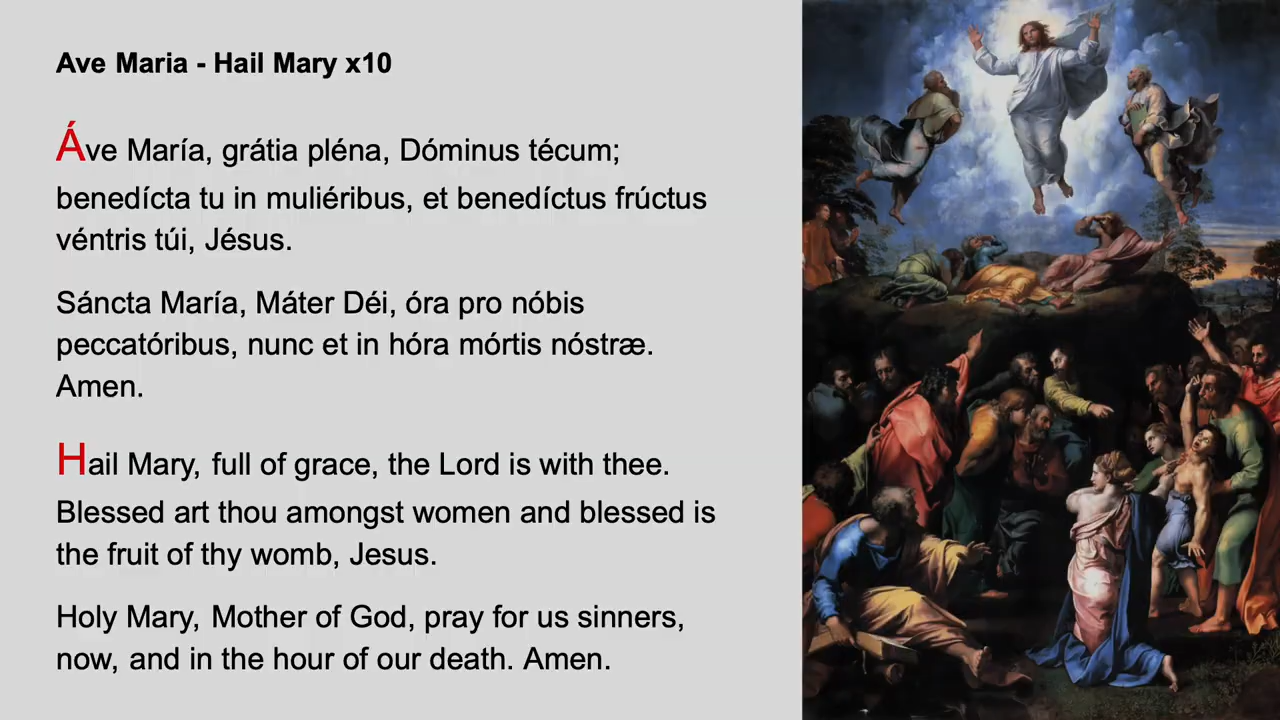 Ave Maria - Hail Mary x10
Áve María, grátia pléna, Dóminus técum;
benedícta tu in muliéribus, et benedíctus frúctus
véntris túi, Jésus.
Sáncta María, Máter Déi, óra pro nóbis
peccatóribus, nunc et in hóra mórtis nóstræ.
Amen.
Hail Mary, full of grace, the Lord is with thee.
Blessed art thou amongst women and blessed is
the fruit of thy womb, Jesus.
Holy Mary, Mother of God, pray for us sinners,
now, and in the hour of our death. Amen.